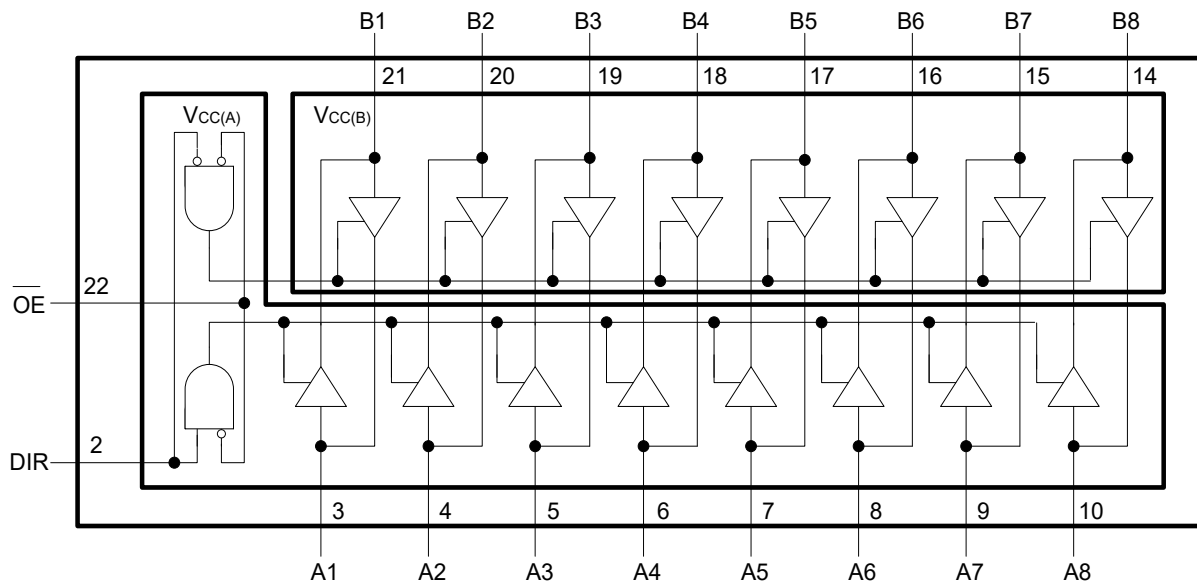 B1 B2 B3 B4 B5 B6 B7 B8
21 20 19 18 17 16 15 14
VCC(A) VCC(B)
22
OE
2
DIR
3 4 5 6 7 8 9 10
A1 A2 A3 A4 A5 A6 A7 A8